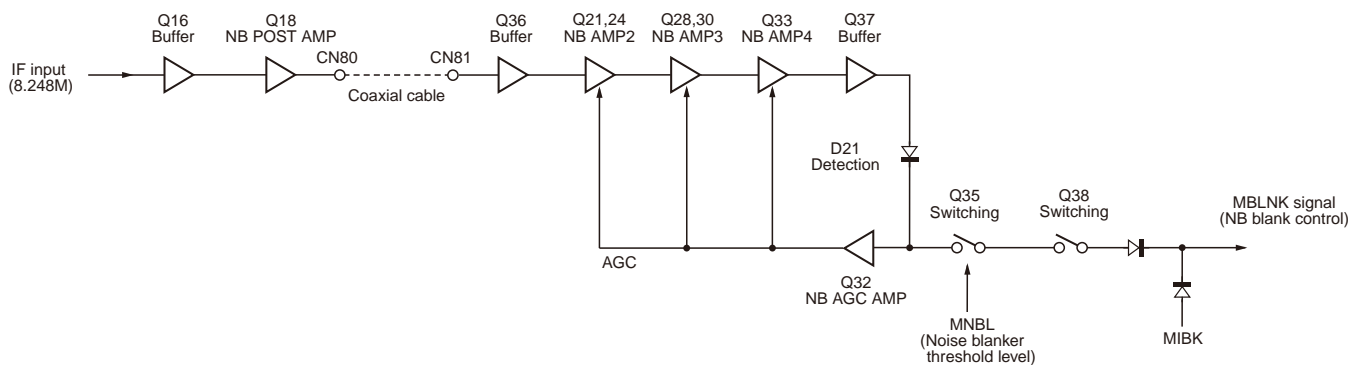 Q16
Buffer
Q18
NB POST AMP
CN80
CN81
Q36
Buffer
Q21,24
NB AMP2
Q28,30
NB AMP3
Q33
NB AMP4
Q37
Buffer
IF input
(8.248M)
Coaxial cable
D21
Detection
Q35
Switching
Q38
Switching
MBLNK signal
(NB blank control)
AGC
Q32
NB AGC AMP
MNBL
(Noise blanker
threshold level)
MIBK